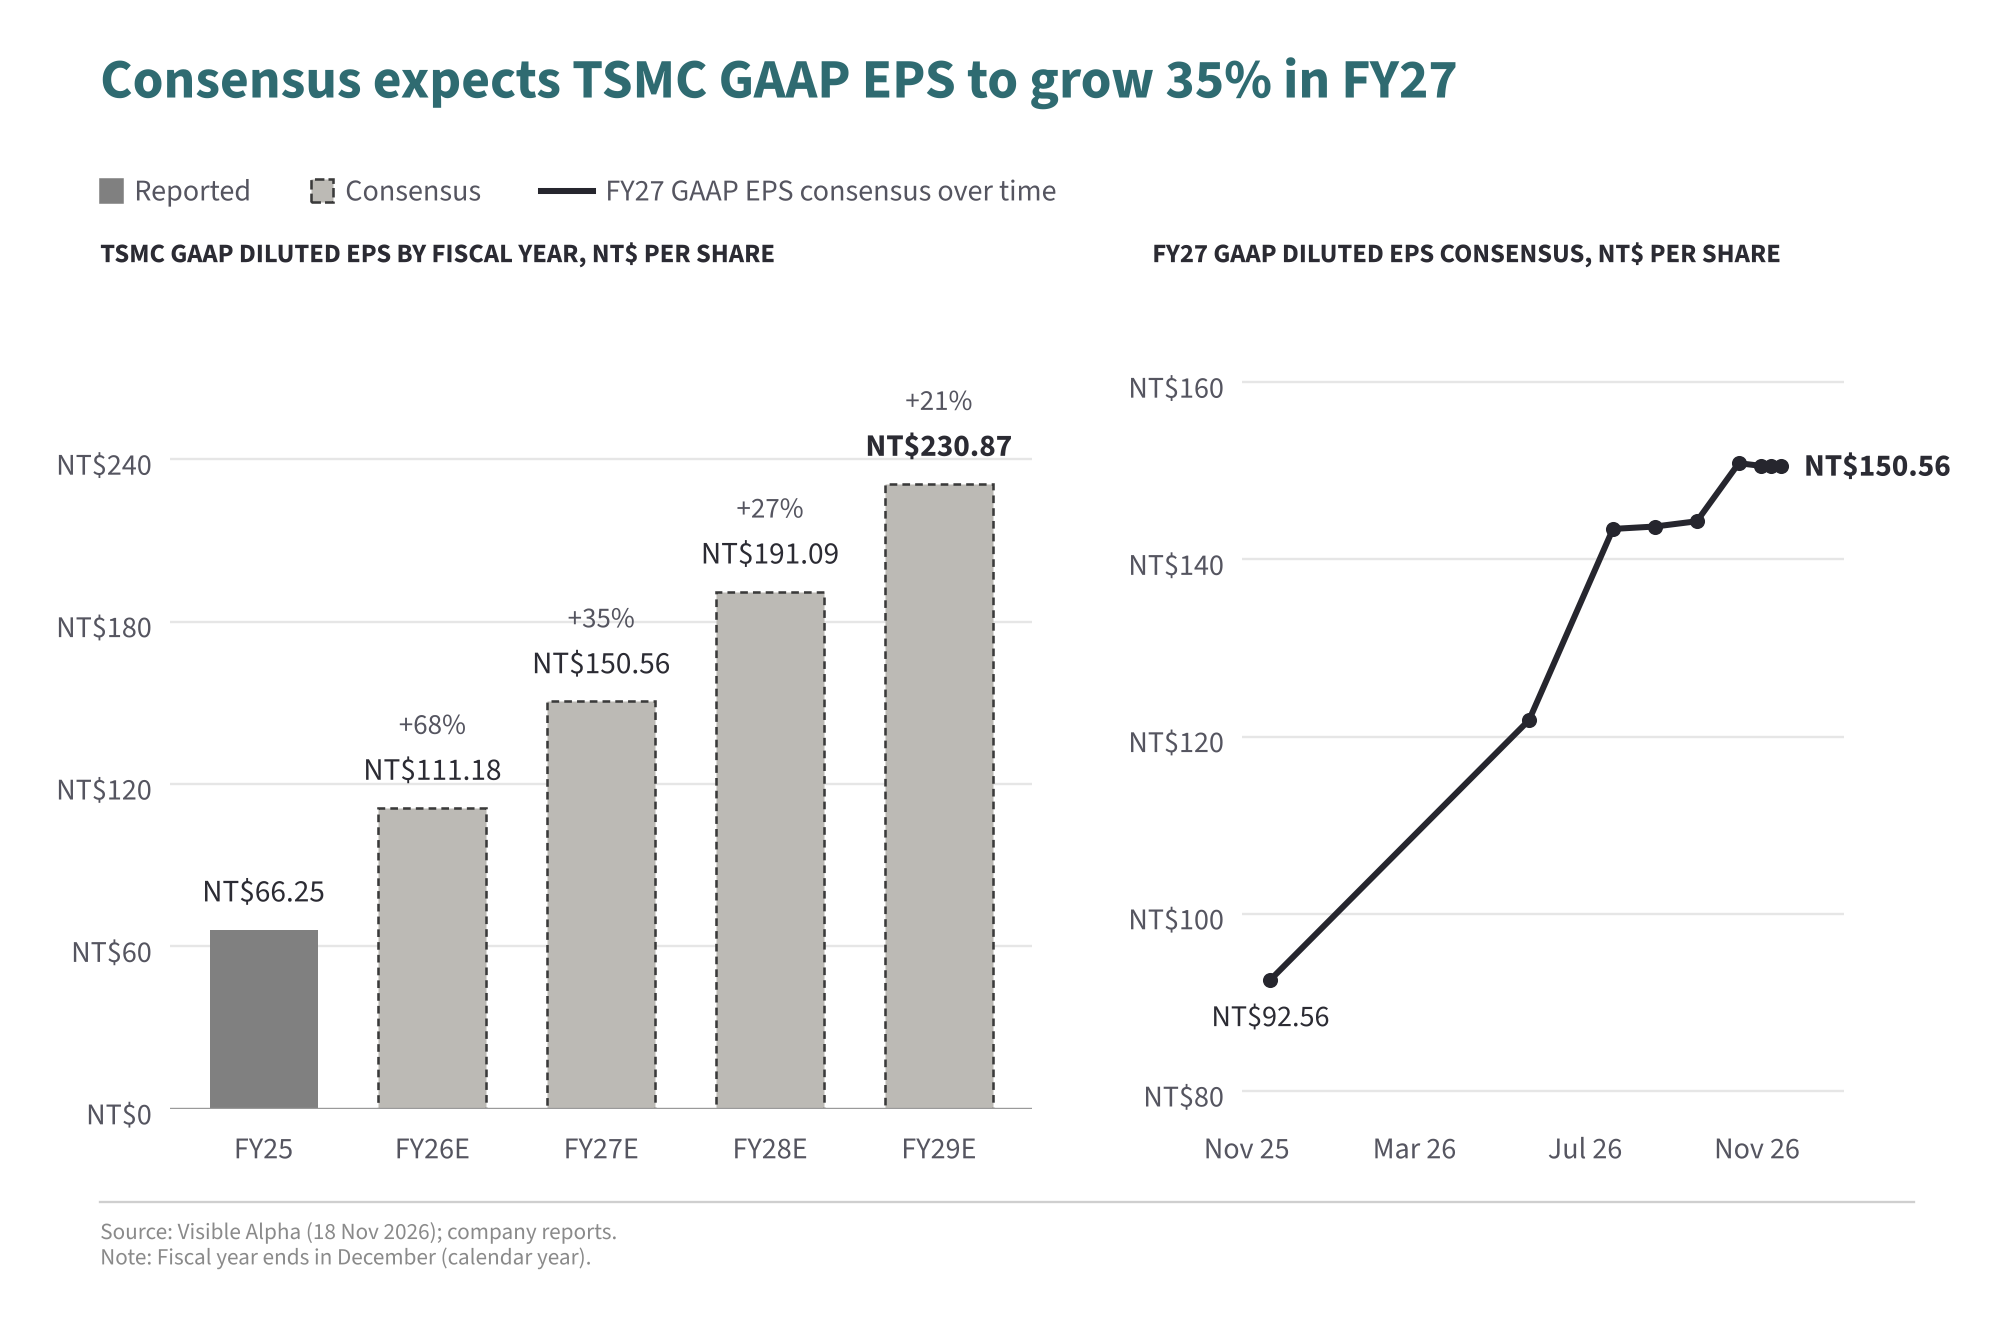 Consensus expects TSMC GAAP EPS to grow 35% in FY27
Reported
Consensus
FY27 GAAP EPS consensus over time
TSMC GAAP DILUTED EPS BY FISCAL YEAR, NT$ PER SHARE
NT$240
NT$180
NT$120
NT$60
NT$0
NT$66.25
+68%
NT$111.18
+35%
NT$150.56
+27%
NT$191.09
+21%
NT$230.87
FY25
FY26E
FY27E
FY28E
FY29E
FY27 GAAP DILUTED EPS CONSENSUS, NT$ PER SHARE
NT$160
NT$140
NT$120
NT$100
NT$80
NT$92.56
NT$150.56
Nov 25
Mar 26
Jul 26
Nov 26
Source: Visible Alpha (18 Nov 2026); company reports.
Note: Fiscal year ends in December (calendar year).